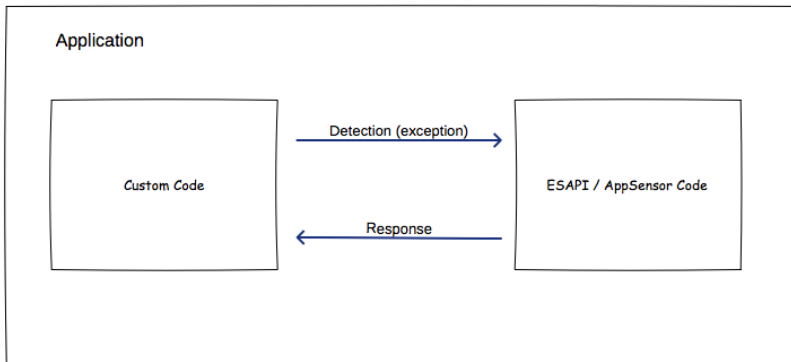 Application
Detection (exception)
Custom Code
ESAPI / AppSensor Code
Response